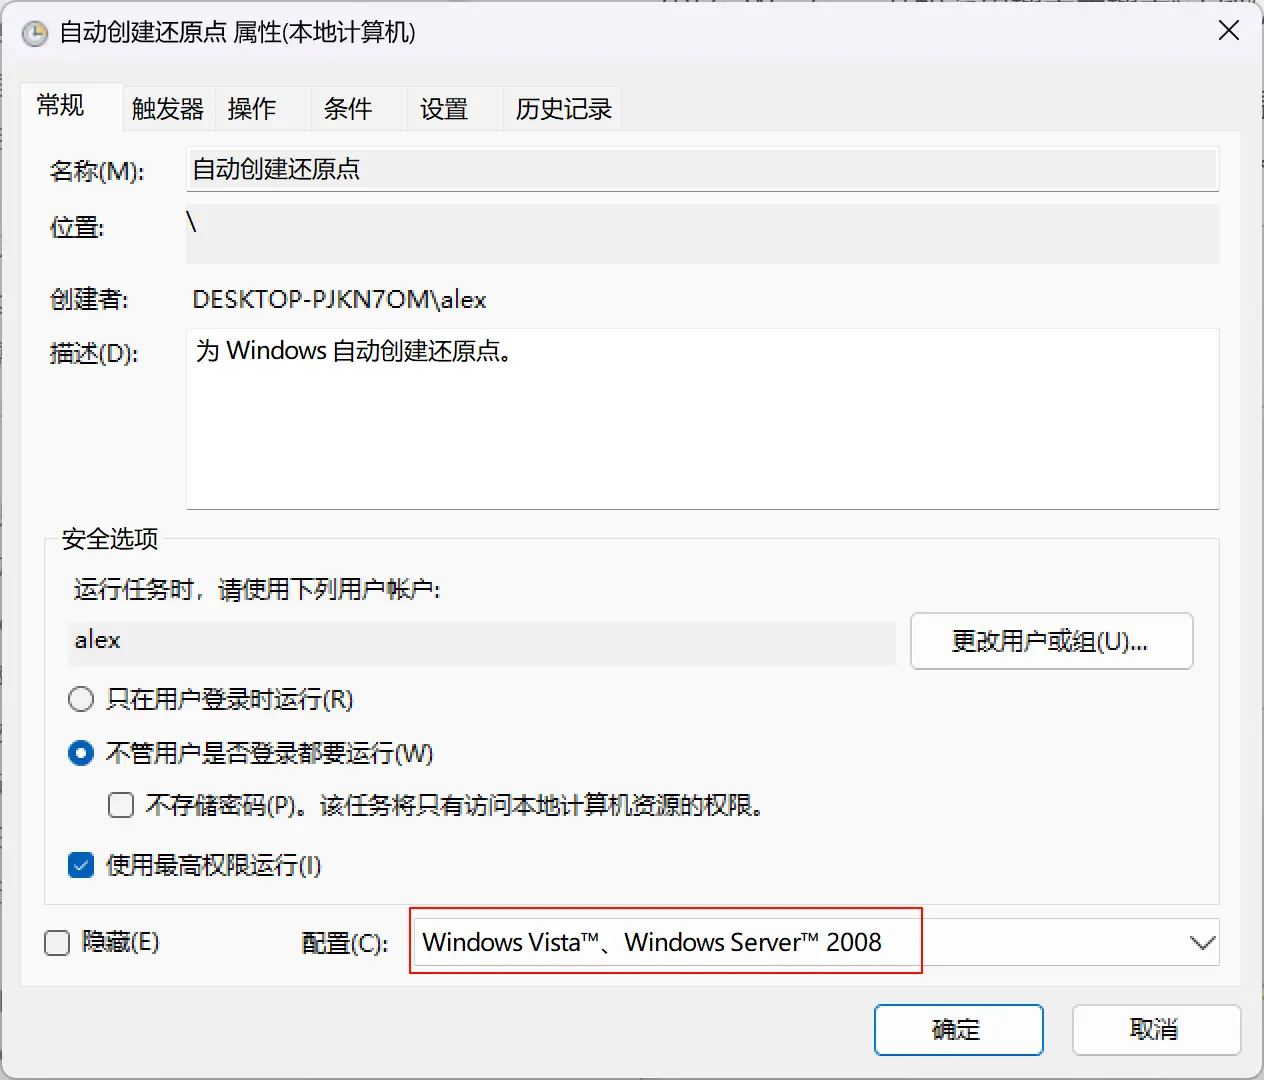 自动创建还原点 属性(本地计算机)
常规 触发器 操作 条件 设置 历史记录
名称(M): 自动创建还原点
位置: \
创建者: DESKTOP-PJKN7OM\alex
描述(D): 为 Windows 自动创建还原点。
安全选项
运行任务时，请使用下列用户帐户:
alex 更改用户或组(U)...
只在用户登录时运行(R)
不管用户是否登录都要运行(W)
不存储密码(P)。该任务将只有访问本地计算机资源的权限。
使用最高权限运行(I)
隐藏(E) 配置(C): Windows Vista™、Windows Server™ 2008
确定 取消